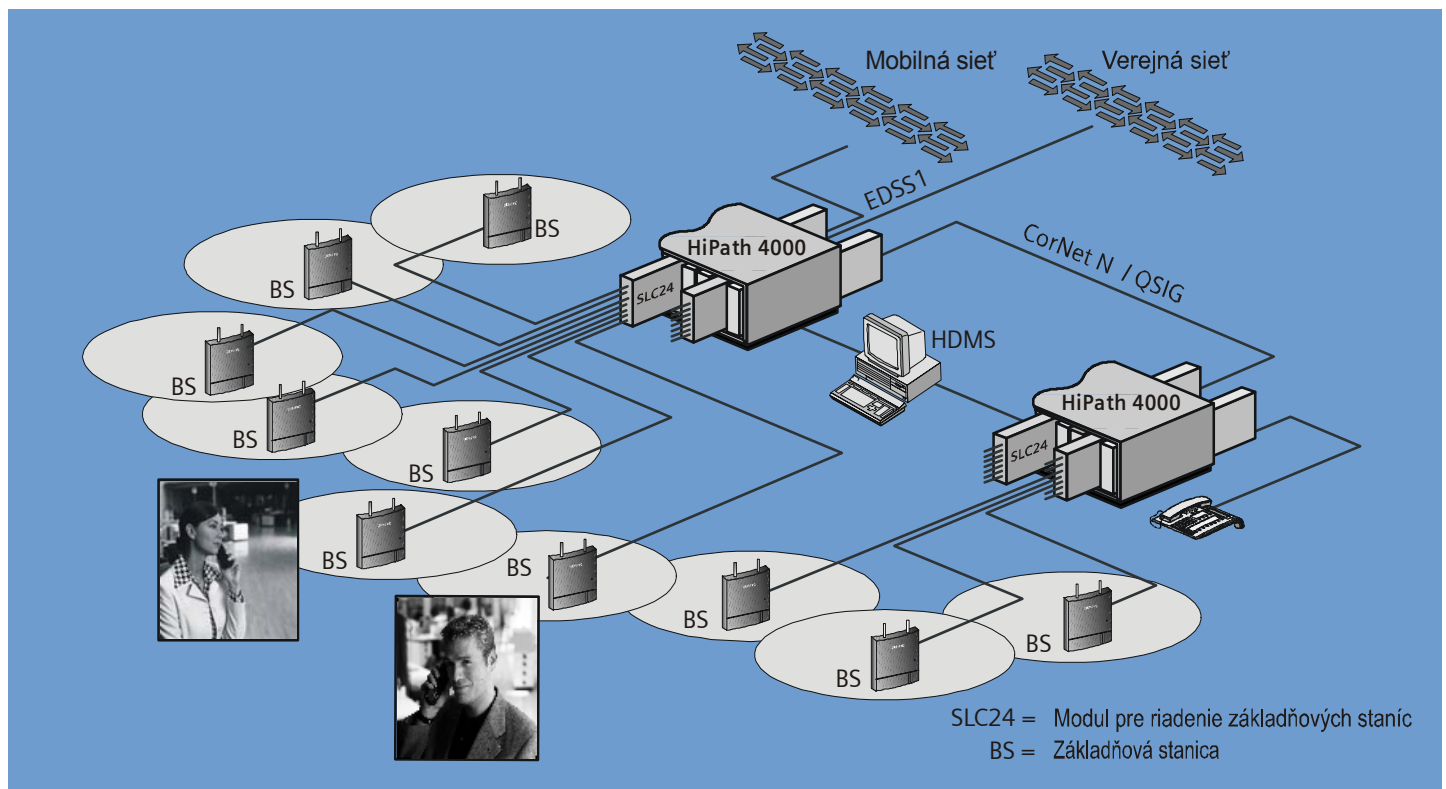 Mobilná sieť
Verejná sieť
EDSS1
BS
HiPath 4000
CorNet N / QSIG
BS
SLC24
HDMS
BS
BS
HiPath 4000
BS
SLC24
BS
BS
BS
BS
BS
SLC24 = Modul pre riadenie základňových staníc
BS = Základňová stanica